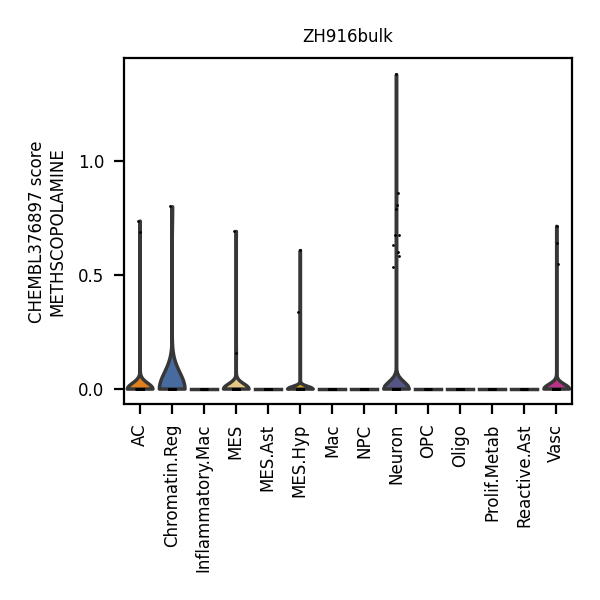 ZH916bulk
CHEMBL376897 score
METHSCOPOLAMINE
1.0
0.5
0.0
AC
Chromatin.Reg
Inflammatory.Mac
MES
MES.Ast
MES.Hyp
Mac
NPC
Neuron
OPC
Oligo
Prolif.Metab
Reactive.Ast
Vasc